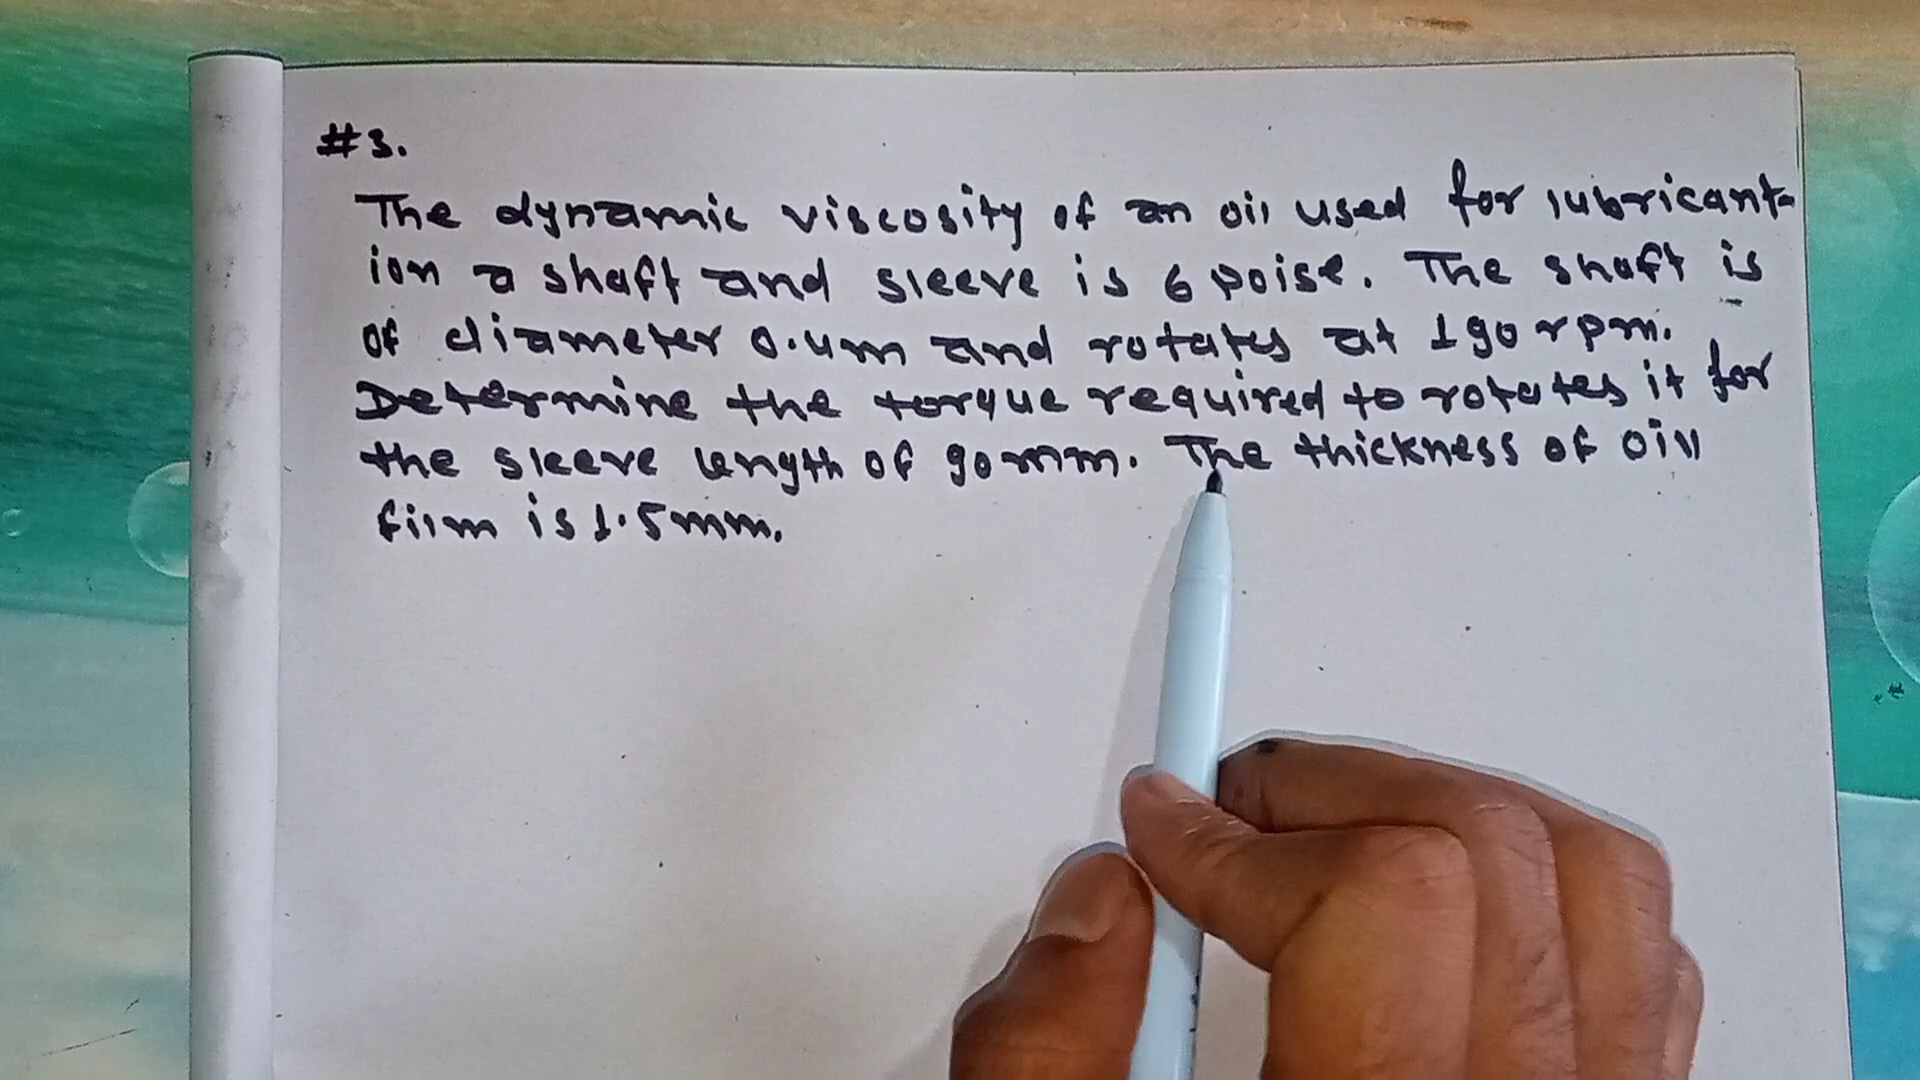 #3.
The dynamic viscosity of an oil used for lubricant-
ion a shaft and sleeve is 6 poise. The shaft is
of diameter 0.4m and rotates at 190 rpm.
Determine the torque required to rotates it for
the sleeve length of 90mm. The thickness of oil
film is 1.5mm.